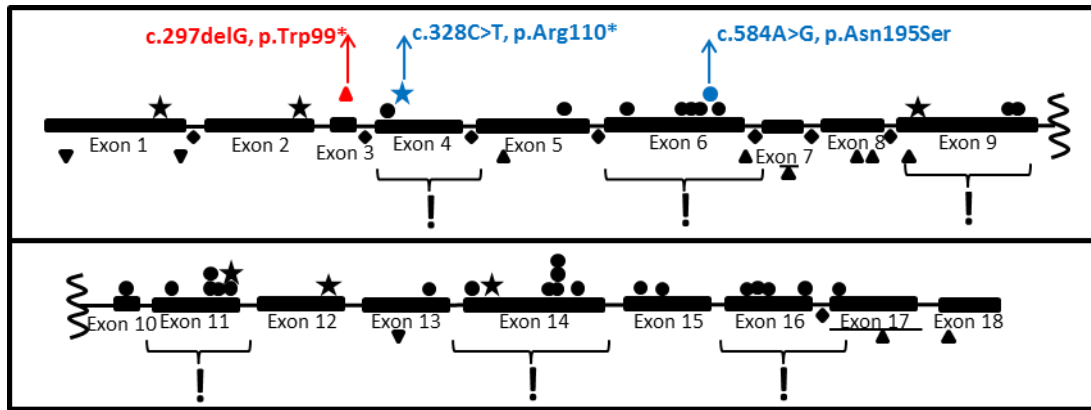 c.297delG, p.Trp99* c.328C>T, p.Arg110* c.584A>G, p.Asn195Ser
Exon 1 Exon 2 Exon 3 Exon 4 Exon 5 Exon 6 Exon 7 Exon 8 Exon 9
! ! !
Exon 10 Exon 11 Exon 12 Exon 13 Exon 14 Exon 15 Exon 16 Exon 17 Exon 18
! ! !